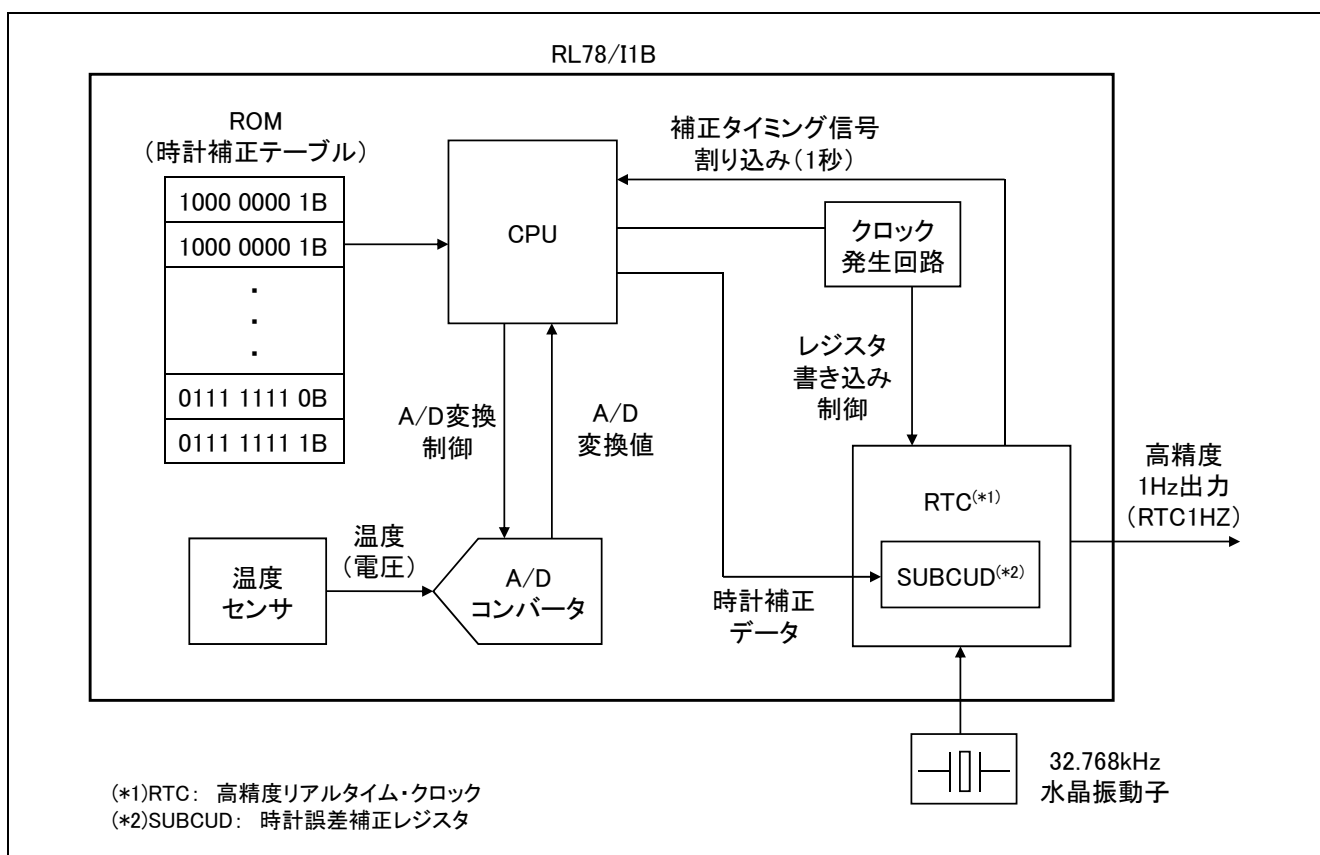 RL78/I1B
ROM
（時計補正テーブル）
1000 0000 1B
1000 0000 1B
・
・
・
0111 1111 0B
0111 1111 1B
CPU
補正タイミング信号
割り込み（1秒）
クロック
発生回路
レジスタ
書き込み
制御
A/D変換
制御
A/D
変換値
温度
センサ
温度
（電圧）
A/D
コンバータ
時計補正
データ
RTC(*1)
SUBCUD(*2)
高精度
1Hz出力
（RTC1HZ）
32.768kHz
水晶振動子
(*1)RTC： 高精度リアルタイム・クロック
(*2)SUBCUD： 時計誤差補正レジスタ